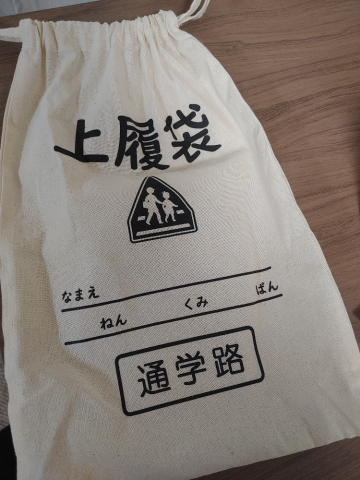 上履袋
なまえ
ねん くみ ばん
通学路